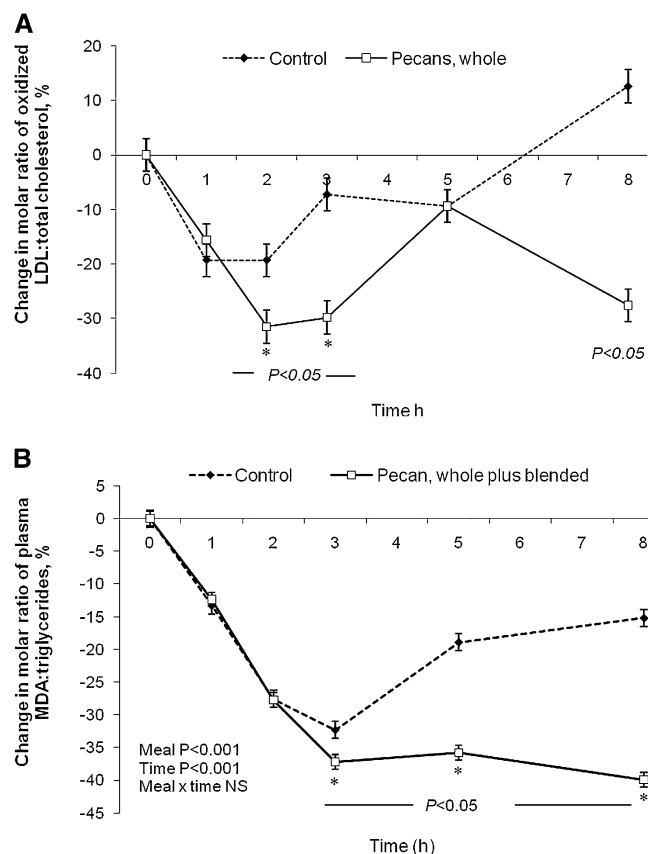 A
Change in molar ratio of oxidized
LDL:total cholesterol, %
Control
Pecans, whole
20
10
0
-10
-20
-30
-40
0 1 2 3 4 5 6 7 8
*
*
P<0.05
P<0.05
Time h
B
Change in molar ratio of plasma
MDA:triglycerides, %
Control
Pecan, whole plus blended
5
0
-5
-10
-15
-20
-25
-30
-35
-40
-45
0 1 2 3 4 5 6 7 8
Meal P<0.001
Time P<0.001
Meal x time NS
*
*
*
P<0.05
Time (h)